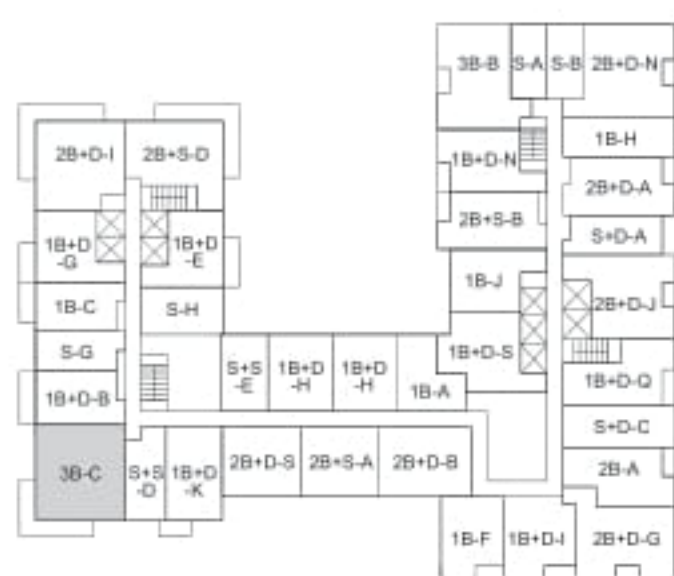 3B-B
S-A
S-B
2B+D-N
1B-H
1B+D-N
2B+D-A
2B+S-B
S+D-A
1B-J
2B+D-J
1B+D-S
1B+D-Q
S+D-C
2B-A
2B+D-I
2B+S-D
1B+D
-G
1B+D
-E
1B-C
S-H
S-G
1B+D-B
S+S
-E
1B+D
-H
1B+D
-H
1B-A
3B-C
S+S
-D
1B+D
-K
2B+D-S
2B+S-A
2B+D-B
1B-F
1B+D-I
2B+D-G